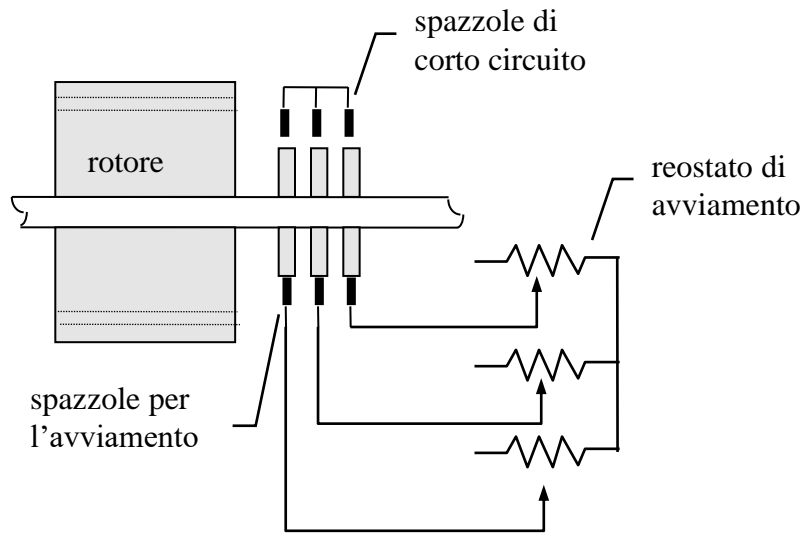 spazzole di
corto circuito
rotore
reostato di
avviamento
spazzole per
l'avviamento